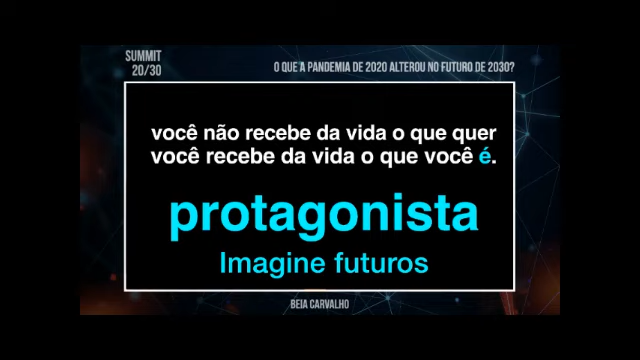 SUMMIT
20/30
O QUE A PANDEMIA DE 2020 ALTEROU NO FUTURO DE 2030?
você não recebe da vida o que quer
você recebe da vida o que você é.
protagonista
Imagine futuros
BEIA CARVALHO